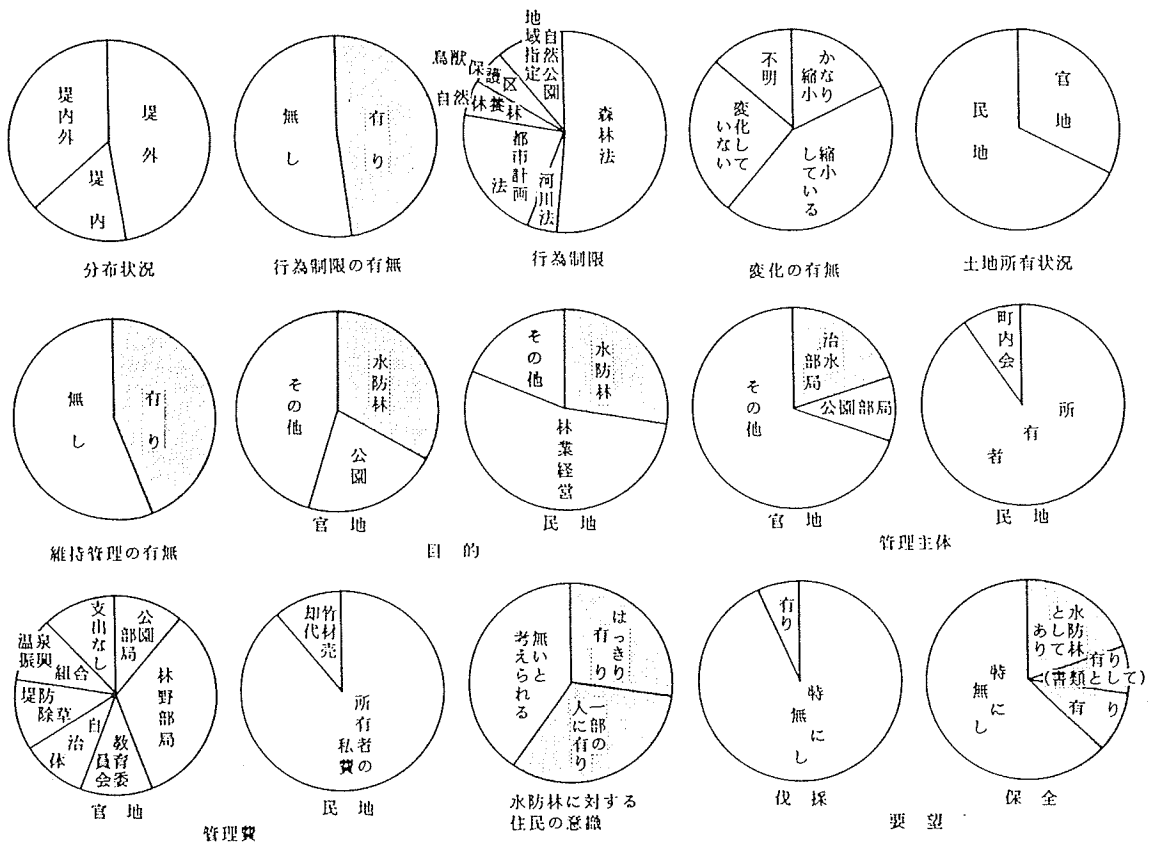 堤内外
堤外
堤内
分布状況
無し
有り
行為制限の有無
地域指定
自然公園
鳥獣保護区
自然休養林
都市計画法
河川法
森林法
行為制限
不明
かなり縮小
変化していない
縮小している
変化の有無
民地
官地
土地所有状況
無し
有り
維持管理の有無
その他
水防林
公園
官地
その他
水防林
林業経営
民地
目的
その他
治水部局
公園部局
官地
町内会
所有者
民地
管理主体
支出なし
公園部局
温泉振興組合
堤防除草
自治体
教育委員会
林野部局
官地
竹材売却代
所有者の私費
民地
管理費
無いと考えられる
はっきり有り
一部の人に有り
水防林に対する
住民の意識
有り
特に無し
伐採
水防林としてあり
有り
(書類として)
有り
特に無し
保全
要望